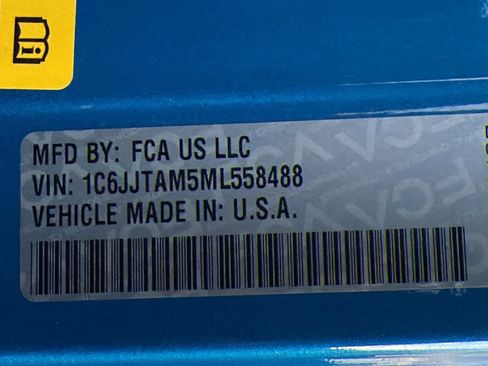 MFD BY: FCA US LLC
VIN: 1C6JJTAM5ML558488
VEHICLE MADE IN: U.S.A.